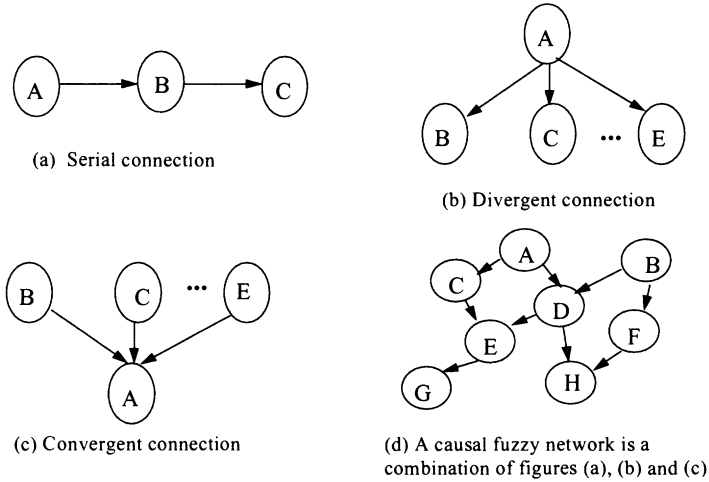 A B C
(a) Serial connection
A
B C ... E
(b) Divergent connection
B C ... E
A
(c) Convergent connection
A
B
C
D
F
E
G
H
(d) A causal fuzzy network is a
combination of figures (a), (b) and (c)